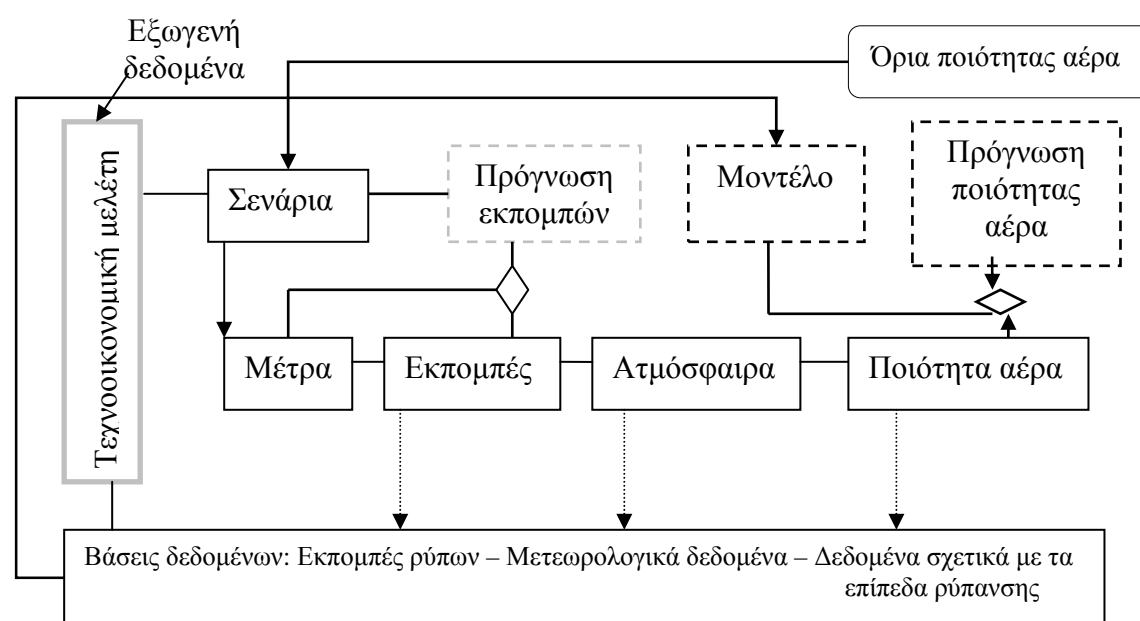 Εξωγενή
δεδομένα
Όρια ποιότητας αέρα
Τεχνοοικονομική μελέτη
Σενάρια
Πρόγνωση
εκπομπών
Μοντέλο
Πρόγνωση
ποιότητας
αέρα
Μέτρα
Εκπομπές
Ατμόσφαιρα
Ποιότητα αέρα
Βάσεις δεδομένων: Εκπομπές ρύπων – Μετεωρολογικά δεδομένα – Δεδομένα σχετικά με τα
επίπεδα ρύπανσης